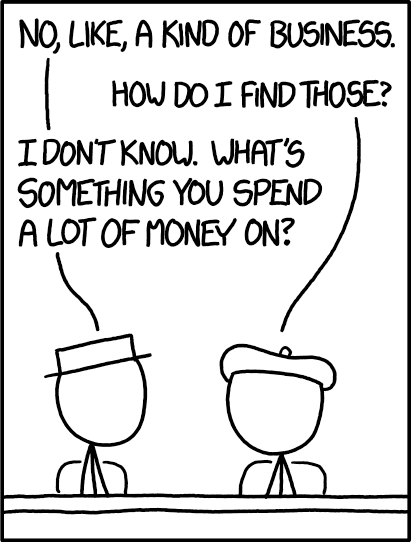 NO, LIKE, A KIND OF BUSINESS.
HOW DO I FIND THOSE?
I DON'T KNOW. WHAT'S
SOMETHING YOU SPEND
A LOT OF MONEY ON?